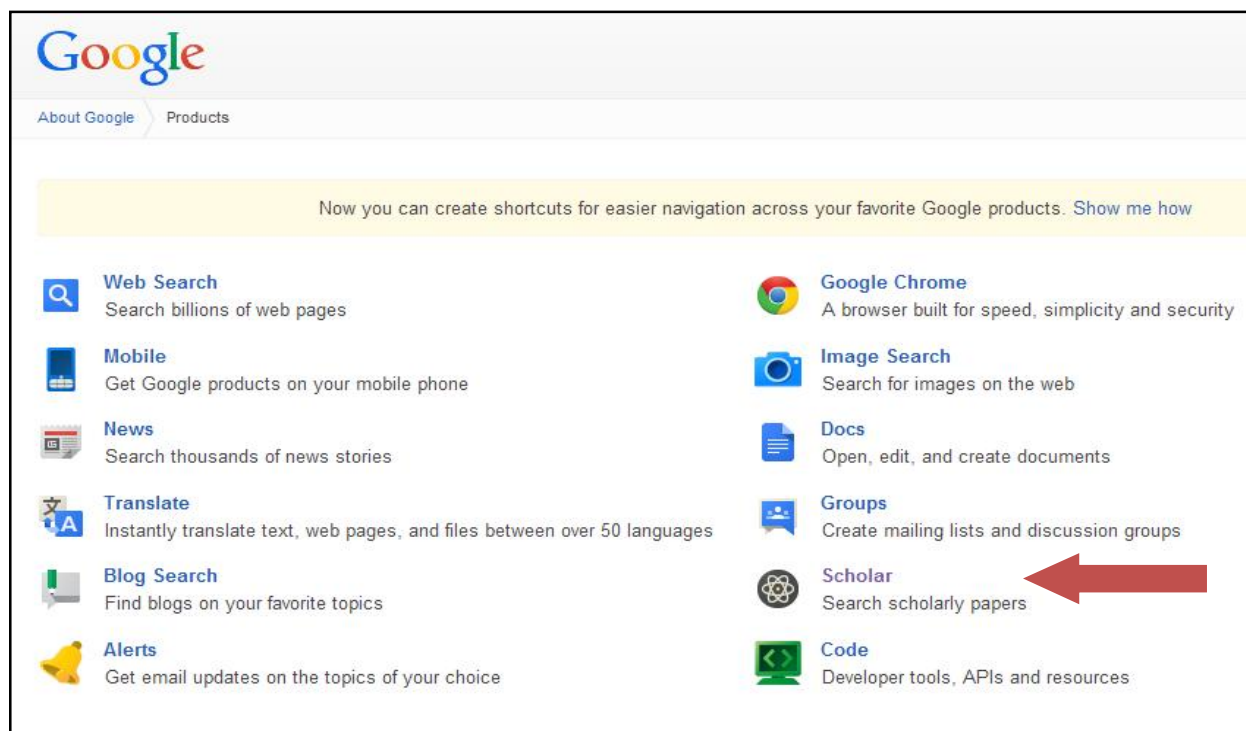 Google
About Google Products
Now you can create shortcuts for easier navigation across your favorite Google products. Show me how
Web Search
Search billions of web pages
Mobile
Get Google products on your mobile phone
News
Search thousands of news stories
Translate
Instantly translate text, web pages, and files between over 50 languages
Blog Search
Find blogs on your favorite topics
Alerts
Get email updates on the topics of your choice
Google Chrome
A browser built for speed, simplicity and security
Image Search
Search for images on the web
Docs
Open, edit, and create documents
Groups
Create mailing lists and discussion groups
Scholar
Search scholarly papers
Code
Developer tools, APIs and resources